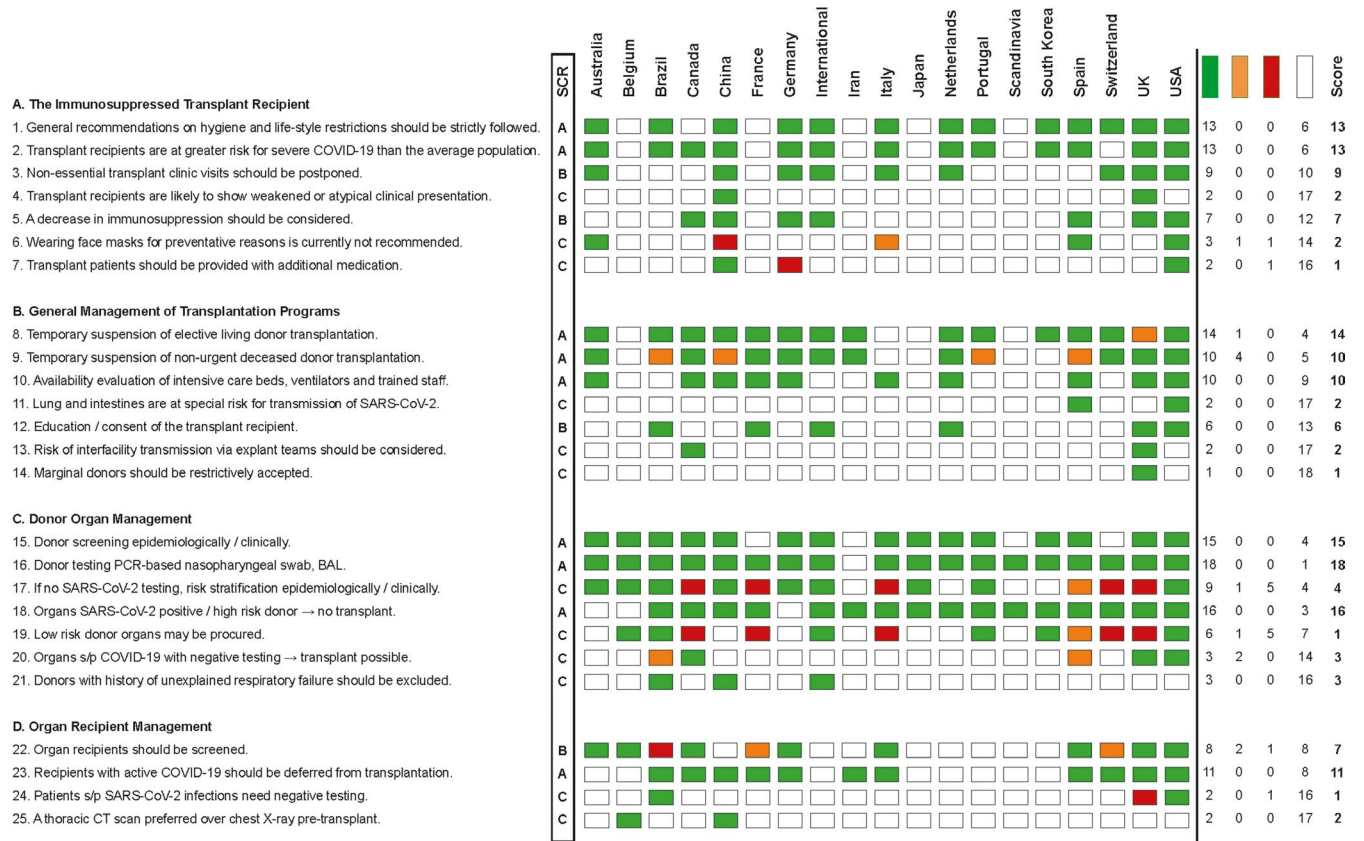 SCR Australia Belgium Brazil Canada China France Germany International Iran Italy Japan Netherlands Portugal Scandinavia South Korea Spain Switzerland UK USA Score
A. The Immunosuppressed Transplant Recipient
1. General recommendations on hygiene and life-style restrictions should be strictly followed. A 13 0 0 6 13
2. Transplant recipients are at greater risk for severe COVID-19 than the average population. A 13 0 0 6 13
3. Non-essential transplant clinic visits schould be postponed. B 9 0 0 10 9
4. Transplant recipients are likely to show weakened or atypical clinical presentation. C 2 0 0 17 2
5. A decrease in immunosuppression should be considered. B 7 0 0 12 7
6. Wearing face masks for preventative reasons is currently not recommended. C 3 1 1 14 2
7. Transplant patients should be provided with additional medication. C 2 0 1 16 1
B. General Management of Transplantation Programs
8. Temporary suspension of elective living donor transplantation. A 14 1 0 4 14
9. Temporary suspension of non-urgent deceased donor transplantation. A 10 4 0 5 10
10. Availability evaluation of intensive care beds, ventilators and trained staff. A 10 0 0 9 10
11. Lung and intestines are at special risk for transmission of SARS-CoV-2. C 2 0 0 17 2
12. Education / consent of the transplant recipient. B 6 0 0 13 6
13. Risk of interfacility transmission via explant teams should be considered. C 2 0 0 17 2
14. Marginal donors should be restrictively accepted. C 1 0 0 18 1
C. Donor Organ Management
15. Donor screening epidemiologically / clinically. A 15 0 0 4 15
16. Donor testing PCR-based nasopharyngeal swab, BAL. A 18 0 0 1 18
17. If no SARS-CoV-2 testing, risk stratification epidemiologically / clinically. C 9 1 5 4 4
18. Organs SARS-CoV-2 positive / high risk donor → no transplant. A 16 0 0 3 16
19. Low risk donor organs may be procured. C 6 1 5 7 1
20. Organs s/p COVID-19 with negative testing → transplant possible. C 3 2 0 14 3
21. Donors with history of unexplained respiratory failure should be excluded. C 3 0 0 16 3
D. Organ Recipient Management
22. Organ recipients should be screened. B 8 2 1 8 7
23. Recipients with active COVID-19 should be deferred from transplantation. A 11 0 0 8 11
24. Patients s/p SARS-CoV-2 infections need negative testing. C 2 0 1 16 1
25. A thoracic CT scan preferred over chest X-ray pre-transplant. C 2 0 0 17 2